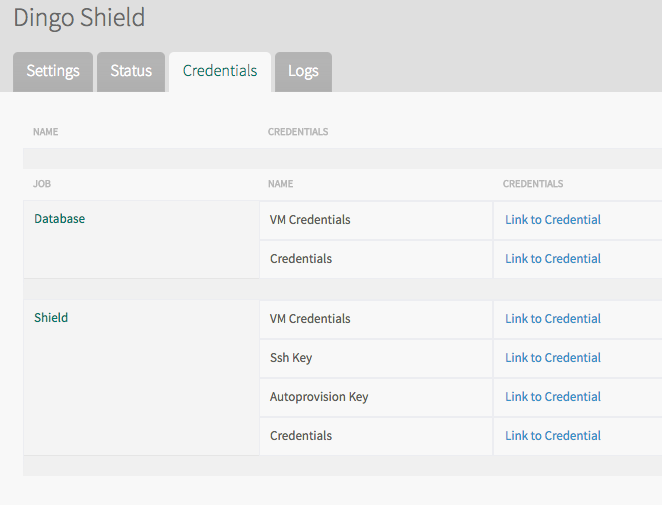 Dingo Shield
Settings Status Credentials Logs
NAME CREDENTIALS
JOB NAME CREDENTIALS
Database VM Credentials Link to Credential
Credentials Link to Credential
Shield VM Credentials Link to Credential
Ssh Key Link to Credential
Autoprovision Key Link to Credential
Credentials Link to Credential